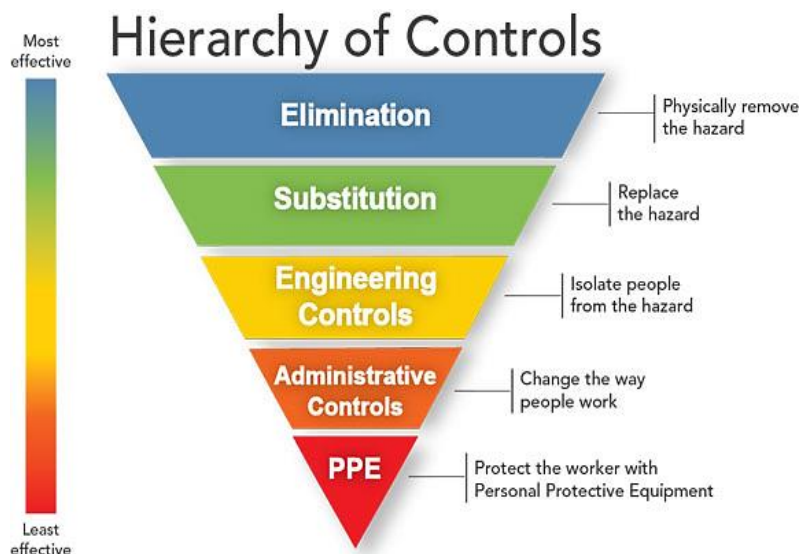 Hierarchy of Controls
Most
effective
Elimination
Physically remove
the hazard
Substitution
Replace
the hazard
Engineering
Controls
Isolate people
from the hazard
Administrative
Controls
Change the way
people work
PPE
Protect the worker with
Personal Protective Equipment
Least
effective